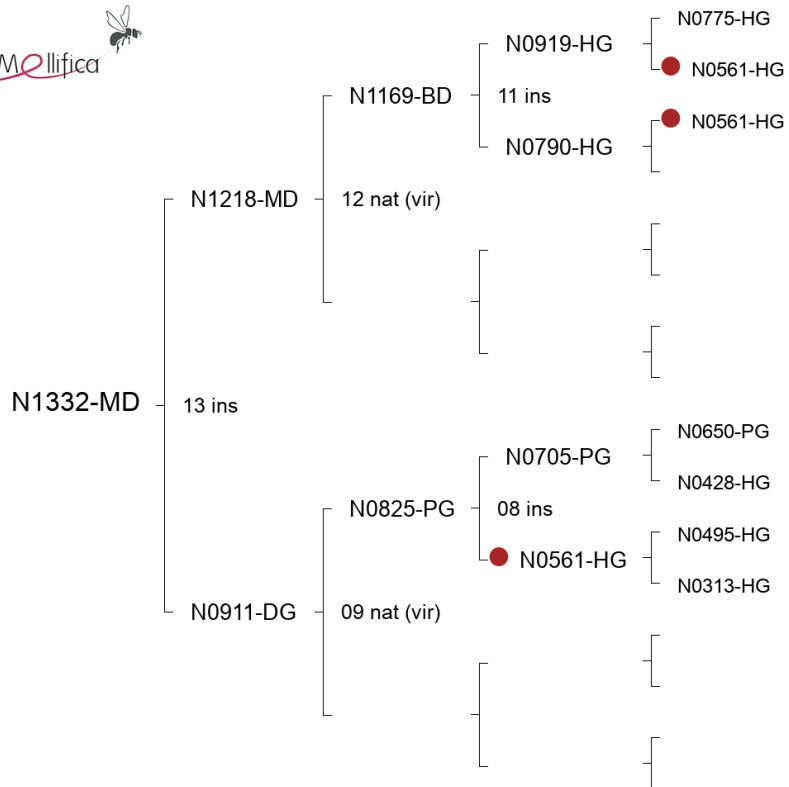 Mellifica
N0775-HG
N0919-HG
N0561-HG
N1169-BD
11 ins
N0561-HG
N0790-HG
N1218-MD
12 nat (vir)
N1332-MD
13 ins
N0650-PG
N0705-PG
N0428-HG
N0825-PG
08 ins
N0495-HG
N0561-HG
N0313-HG
N0911-DG
09 nat (vir)